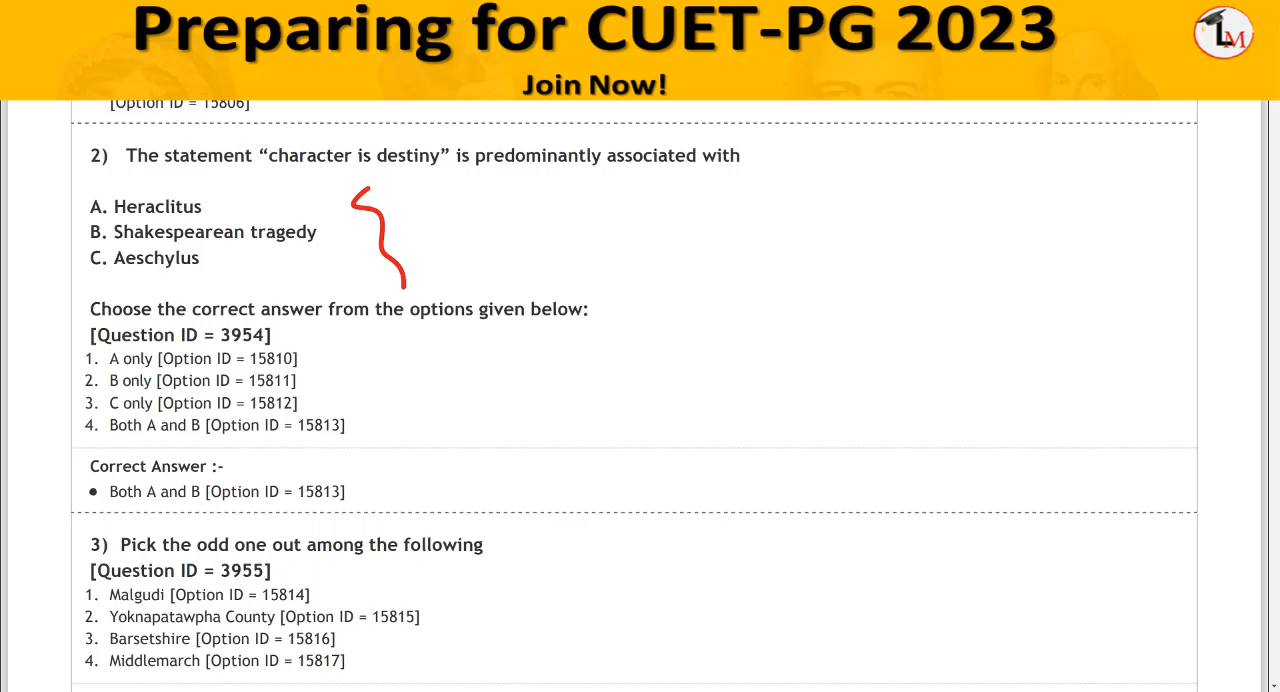 Preparing for CUET-PG 2023
Join Now!
LM
[Option ID = 15806]
2) The statement “character is destiny” is predominantly associated with
A. Heraclitus
B. Shakespearean tragedy
C. Aeschylus
Choose the correct answer from the options given below:
[Question ID = 3954]
1. A only [Option ID = 15810]
2. B only [Option ID = 15811]
3. C only [Option ID = 15812]
4. Both A and B [Option ID = 15813]
Correct Answer :-
• Both A and B [Option ID = 15813]
3) Pick the odd one out among the following
[Question ID = 3955]
1. Malgudi [Option ID = 15814]
2. Yoknapatawpha County [Option ID = 15815]
3. Barsetshire [Option ID = 15816]
4. Middlemarch [Option ID = 15817]